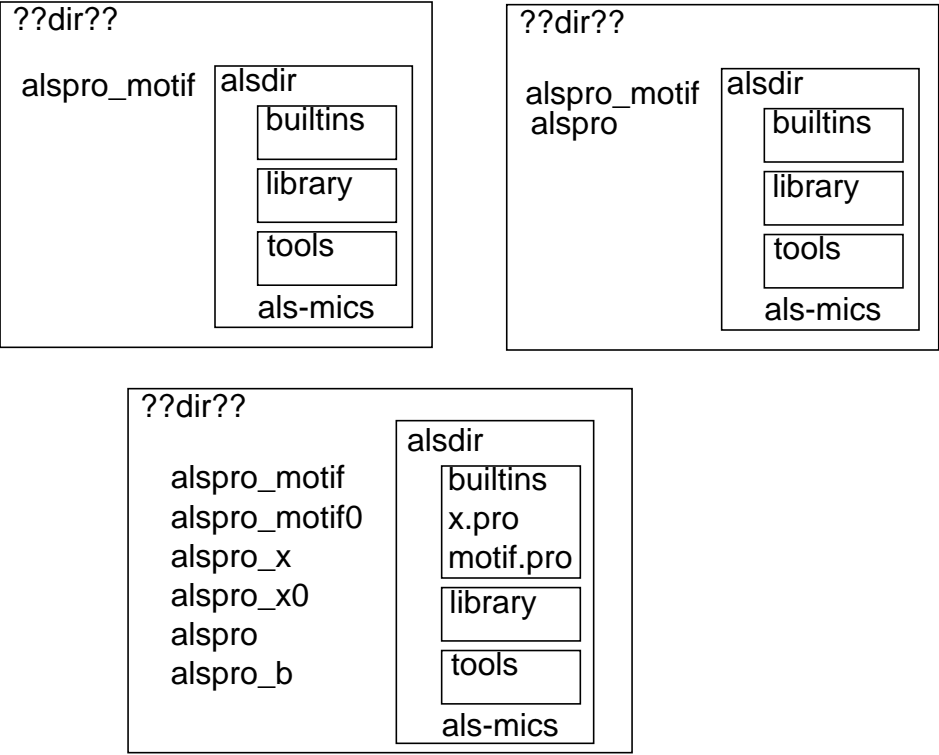 ??dir??
alspro_motif
alsdir
builtins
library
tools
als-mics
??dir??
alspro_motif
alspro
alsdir
builtins
library
tools
als-mics
??dir??
alspro_motif
alspro_motif0
alspro_x
alspro_x0
alspro
alspro_b
alsdir
builtins
x.pro
motif.pro
library
tools
als-mics